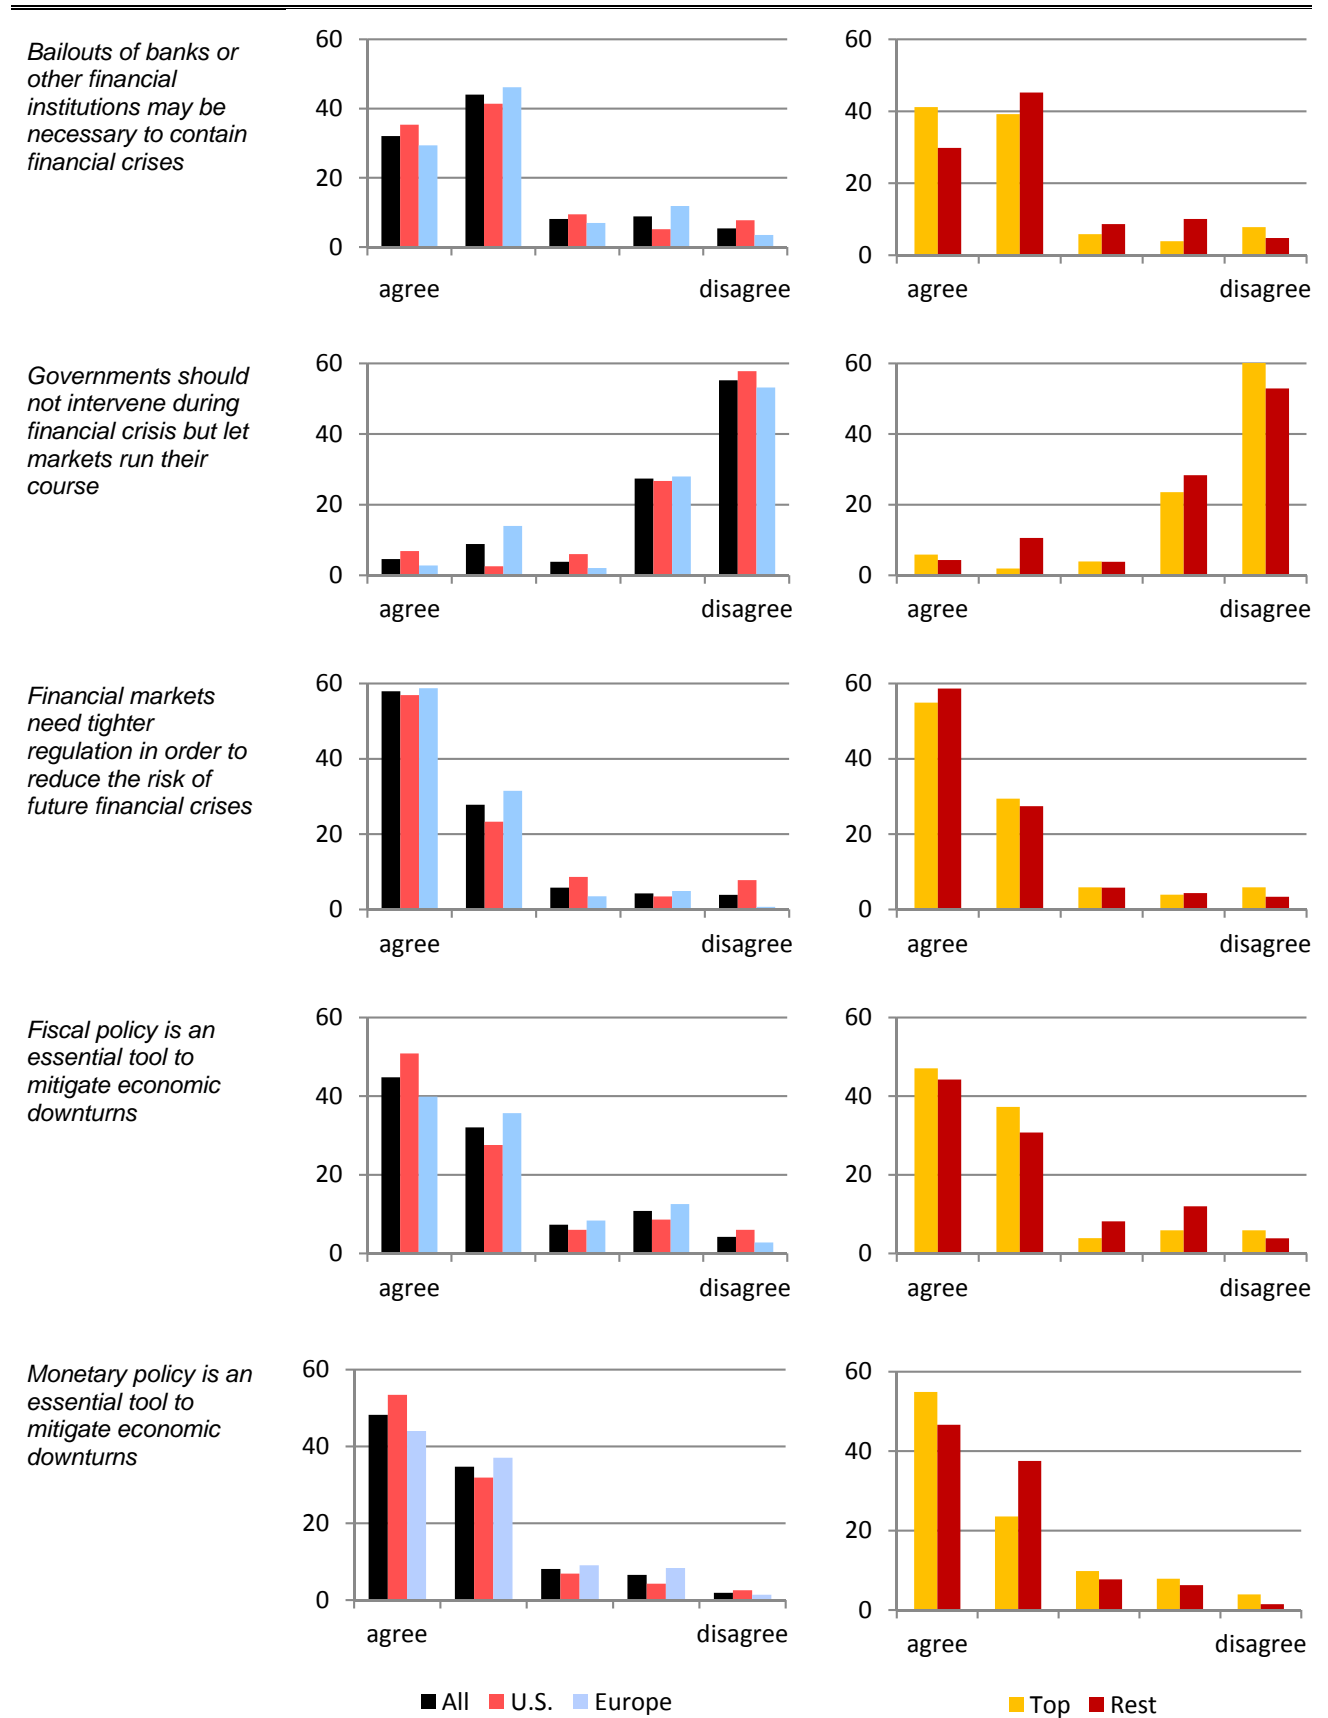 Bailouts of banks or
other financial
institutions may be
necessary to contain
financial crises
60
40
20
0
agree
disagree
60
40
20
0
agree
disagree
Governments should
not intervene during
financial crisis but let
markets run their
course
60
40
20
0
agree
disagree
60
40
20
0
agree
disagree
Financial markets
need tighter
regulation in order to
reduce the risk of
future financial crises
60
40
20
0
agree
disagree
60
40
20
0
agree
disagree
Fiscal policy is an
essential tool to
mitigate economic
downturns
60
40
20
0
agree
disagree
60
40
20
0
agree
disagree
Monetary policy is an
essential tool to
mitigate economic
downturns
60
40
20
0
agree
disagree
60
40
20
0
agree
disagree
All U.S. Europe
Top Rest